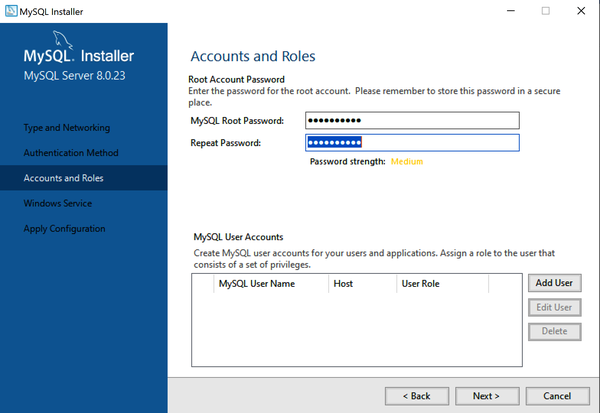 MySQL Installer
MySQL. Installer
MySQL Server 8.0.23
Type and Networking
Authentication Method
Accounts and Roles
Windows Service
Apply Configuration
Accounts and Roles
Root Account Password
Enter the password for the root account. Please remember to store this password in a secure
place.
MySQL Root Password: ●●●●●●●●●●
Repeat Password: ●●●●●●●●●●
Password strength: Medium
MySQL User Accounts
Create MySQL user accounts for your users and applications. Assign a role to the user that
consists of a set of privileges.
MySQL User Name Host User Role
Add User
Edit User
Delete
< Back Next > Cancel